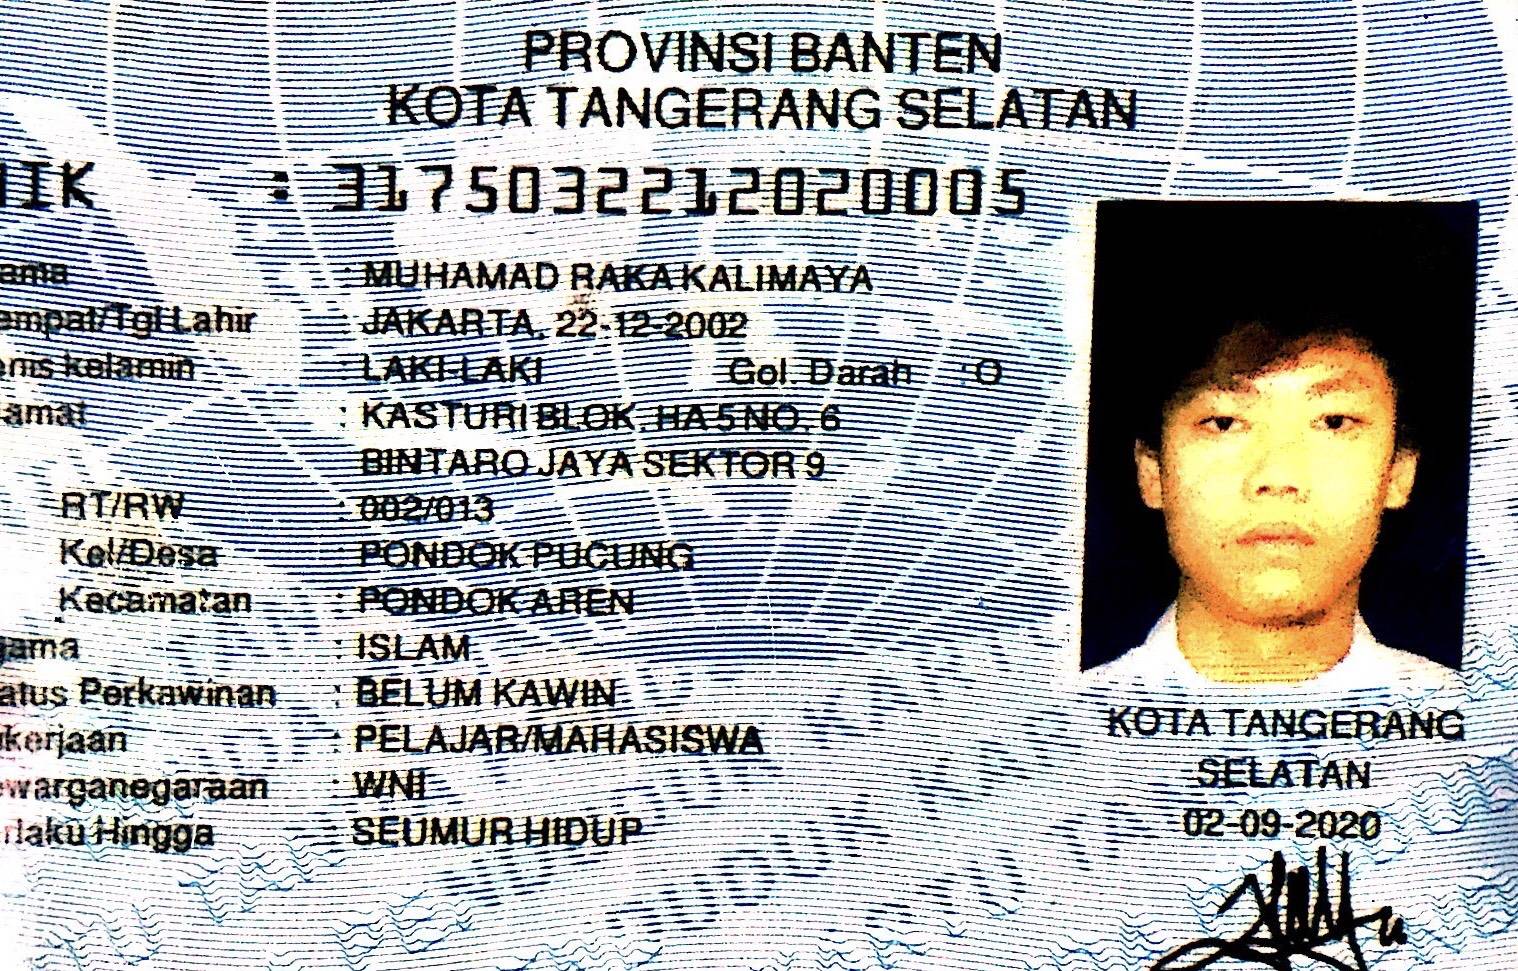 PROVINSI BANTEN
KOTA TANGERANG SELATAN
NIK : 3175032212020005
ama : MUHAMAD RAKA KALIMAYA
empat/Tgl Lahir : JAKARTA, 22-12-2002
enis kelamin : LAKI-LAKI Gol. Darah : O
amat : KASTURI BLOK. HA 5 NO. 6
BINTARO JAYA SEKTOR 9
RT/RW : 002/013
Kel/Desa : PONDOK PUCUNG
Kecamatan : PONDOK AREN
gama : ISLAM
atus Perkawinan : BELUM KAWIN
kerjaan : PELAJAR/MAHASISWA
ewarganegaraan : WNI
rlaku Hingga : SEUMUR HIDUP
KOTA TANGERANG
SELATAN
02-09-2020